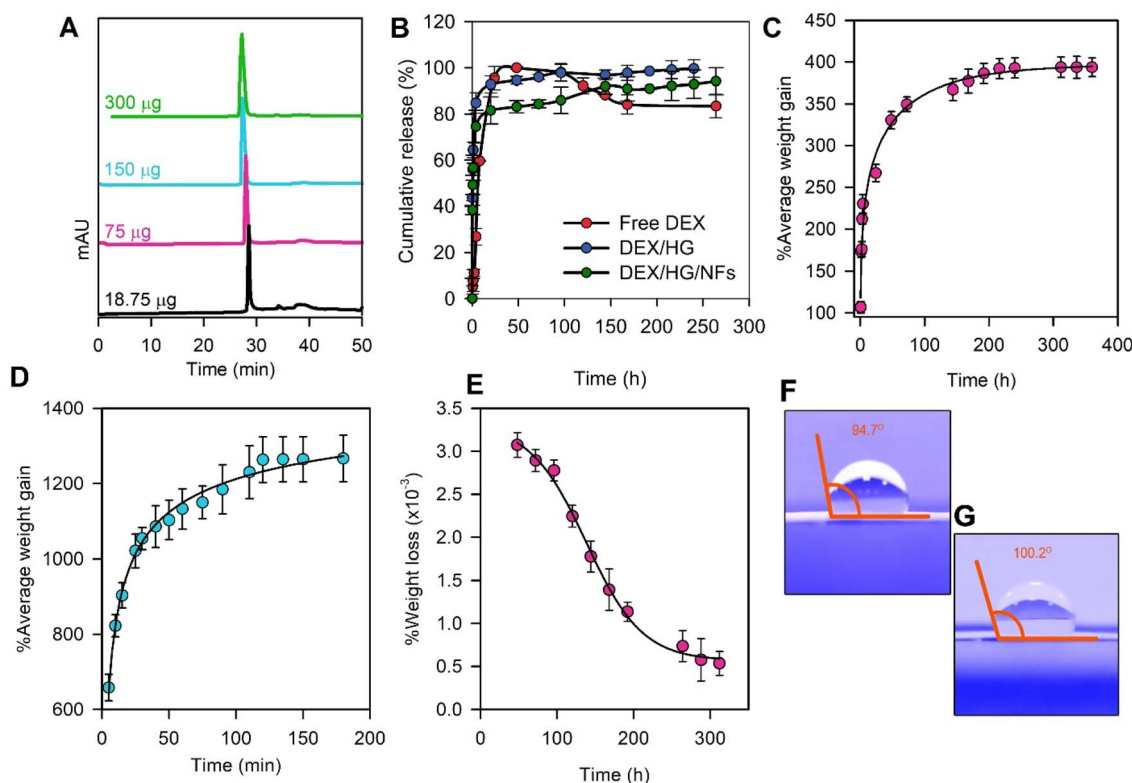 A
300 µg
150 µg
75 µg
18.75 µg
mAU
0 10 20 30 40 50
Time (min)
B
Cumulative release (%)
120
100
80
60
40
20
0
Free DEX
DEX/HG
DEX/HG/NFs
0 50 100 150 200 250 300
Time (h)
C
%Average weight gain
450
400
350
300
250
200
150
100
0 100 200 300 400
Time (h)
D
%Average weight gain
1400
1200
1000
800
600
0 50 100 150 200
Time (min)
E
%Weight loss (x10⁻³)
3.5
3.0
2.5
2.0
1.5
1.0
0.5
0.0
0 100 200 300
Time (h)
F
94.7⁰
G
100.2⁰